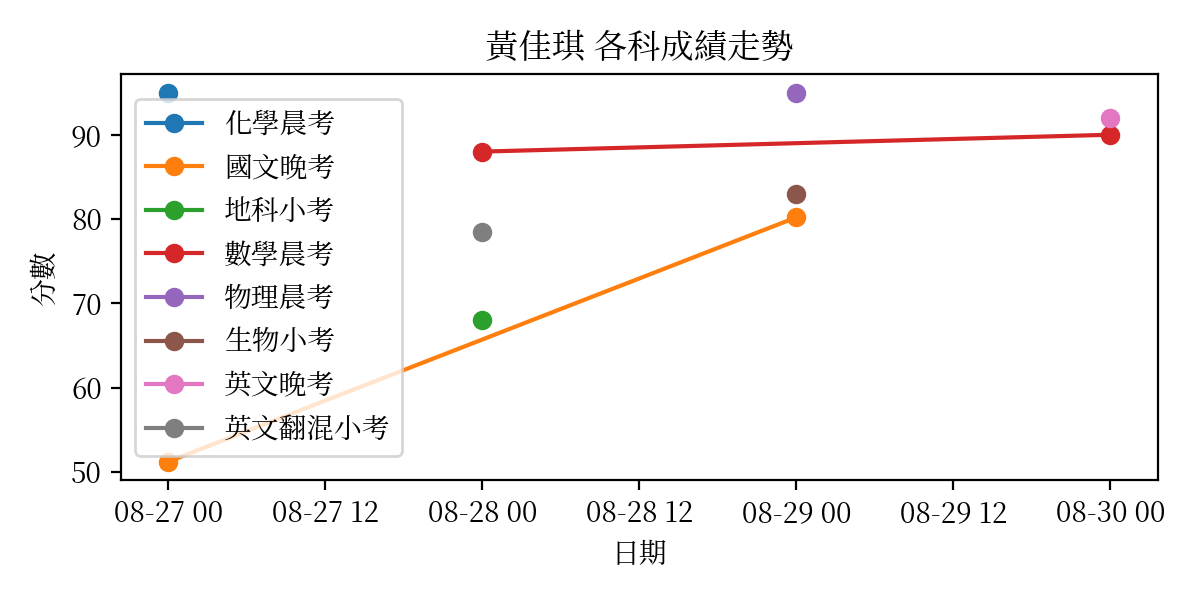 黃佳琪 各科成績走勢
分數
90
80
70
60
50
化學晨考
國文晚考
地科小考
數學晨考
物理晨考
生物小考
英文晚考
英文翻混小考
08-27 00 08-27 12 08-28 00 08-28 12 08-29 00 08-29 12 08-30 00
日期